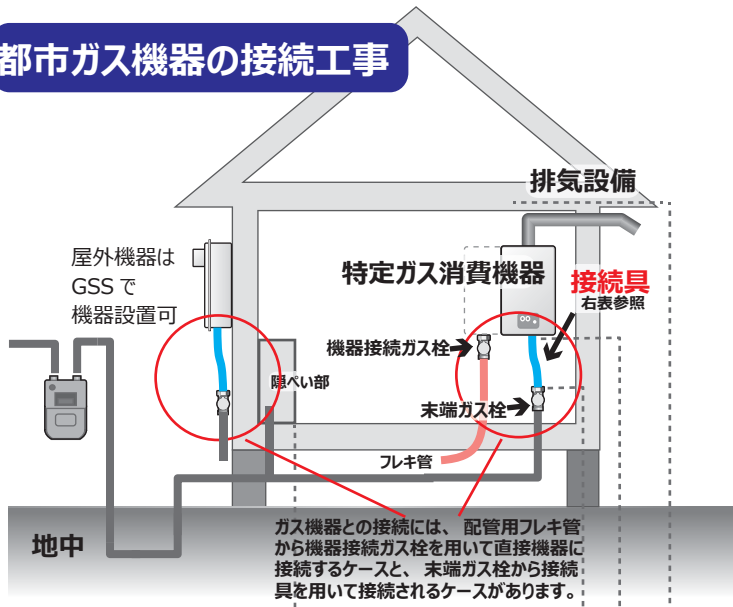 都市ガス機器の接続工事
排気設備
屋外機器は
GSS で
機器設置可
特定ガス消費機器
接続具
右表参照
機器接続ガス栓
隠ぺい部
末端ガス栓
フレキ管
地中
ガス機器との接続には、配管用フレキ管
から機器接続ガス栓を用いて直接機器に
接続するケースと、末端ガス栓から接続
具を用いて接続されるケースがあります。